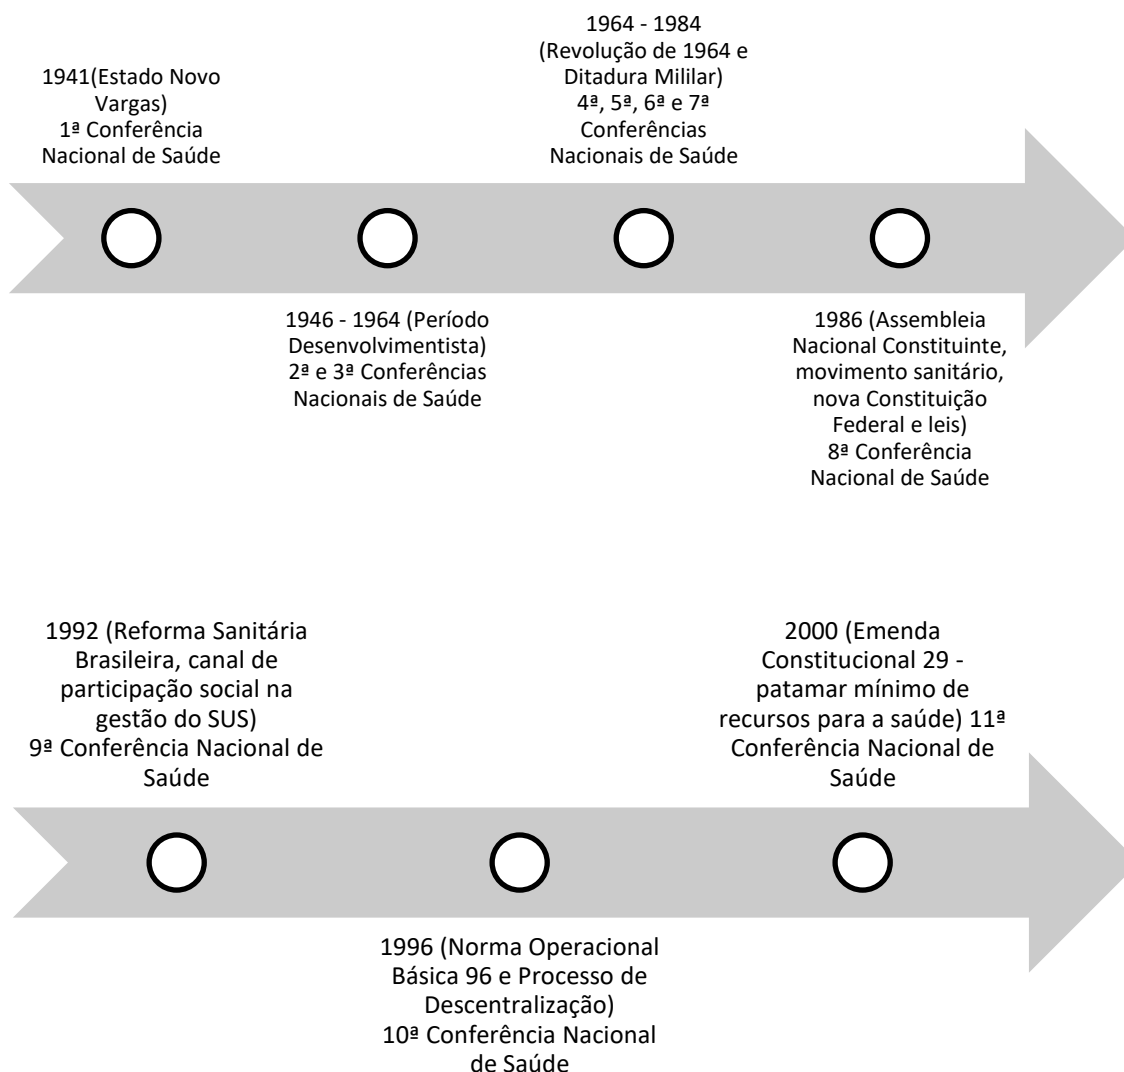 1941(Estado Novo
Vargas)
1ª Conferência
Nacional de Saúde
1946 - 1964 (Período
Desenvolvimentista)
2ª e 3ª Conferências
Nacionais de Saúde
1964 - 1984
(Revolução de 1964 e
Ditadura Mililar)
4ª, 5ª, 6ª e 7ª
Conferências
Nacionais de Saúde
1986 (Assembleia
Nacional Constituinte,
movimento sanitário,
nova Constituição
Federal e leis)
8ª Conferência
Nacional de Saúde
1992 (Reforma Sanitária
Brasileira, canal de
participação social na
gestão do SUS)
9ª Conferência Nacional de
Saúde
1996 (Norma Operacional
Básica 96 e Processo de
Descentralização)
10ª Conferência Nacional
de Saúde
2000 (Emenda
Constitucional 29 -
patamar mínimo de
recursos para a saúde) 11ª
Conferência Nacional de
Saúde